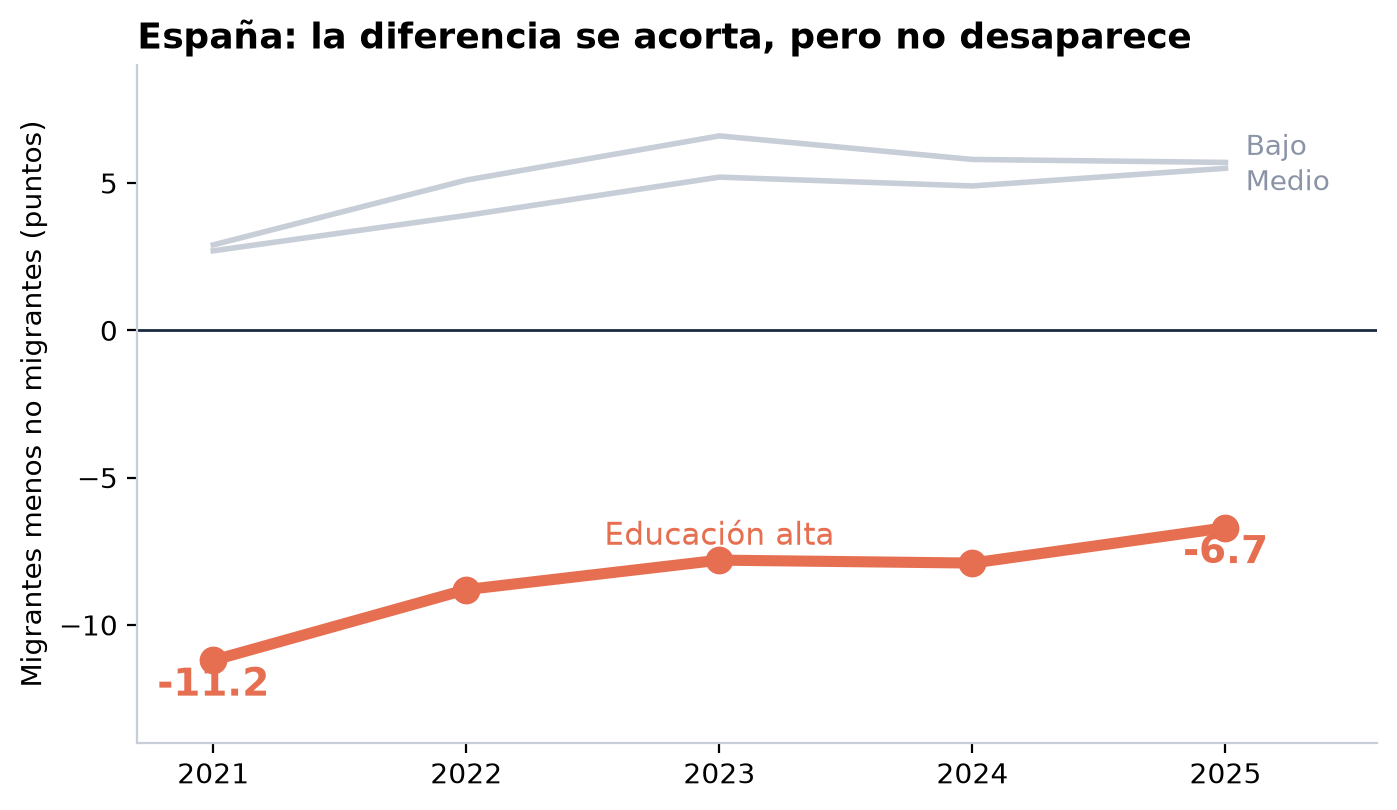 España: la diferencia se acorta, pero no desaparece
Migrantes menos no migrantes (puntos)
5
0
−5
−10
Bajo
Medio
Educación alta
-6.7
-11.2
2021
2022
2023
2024
2025